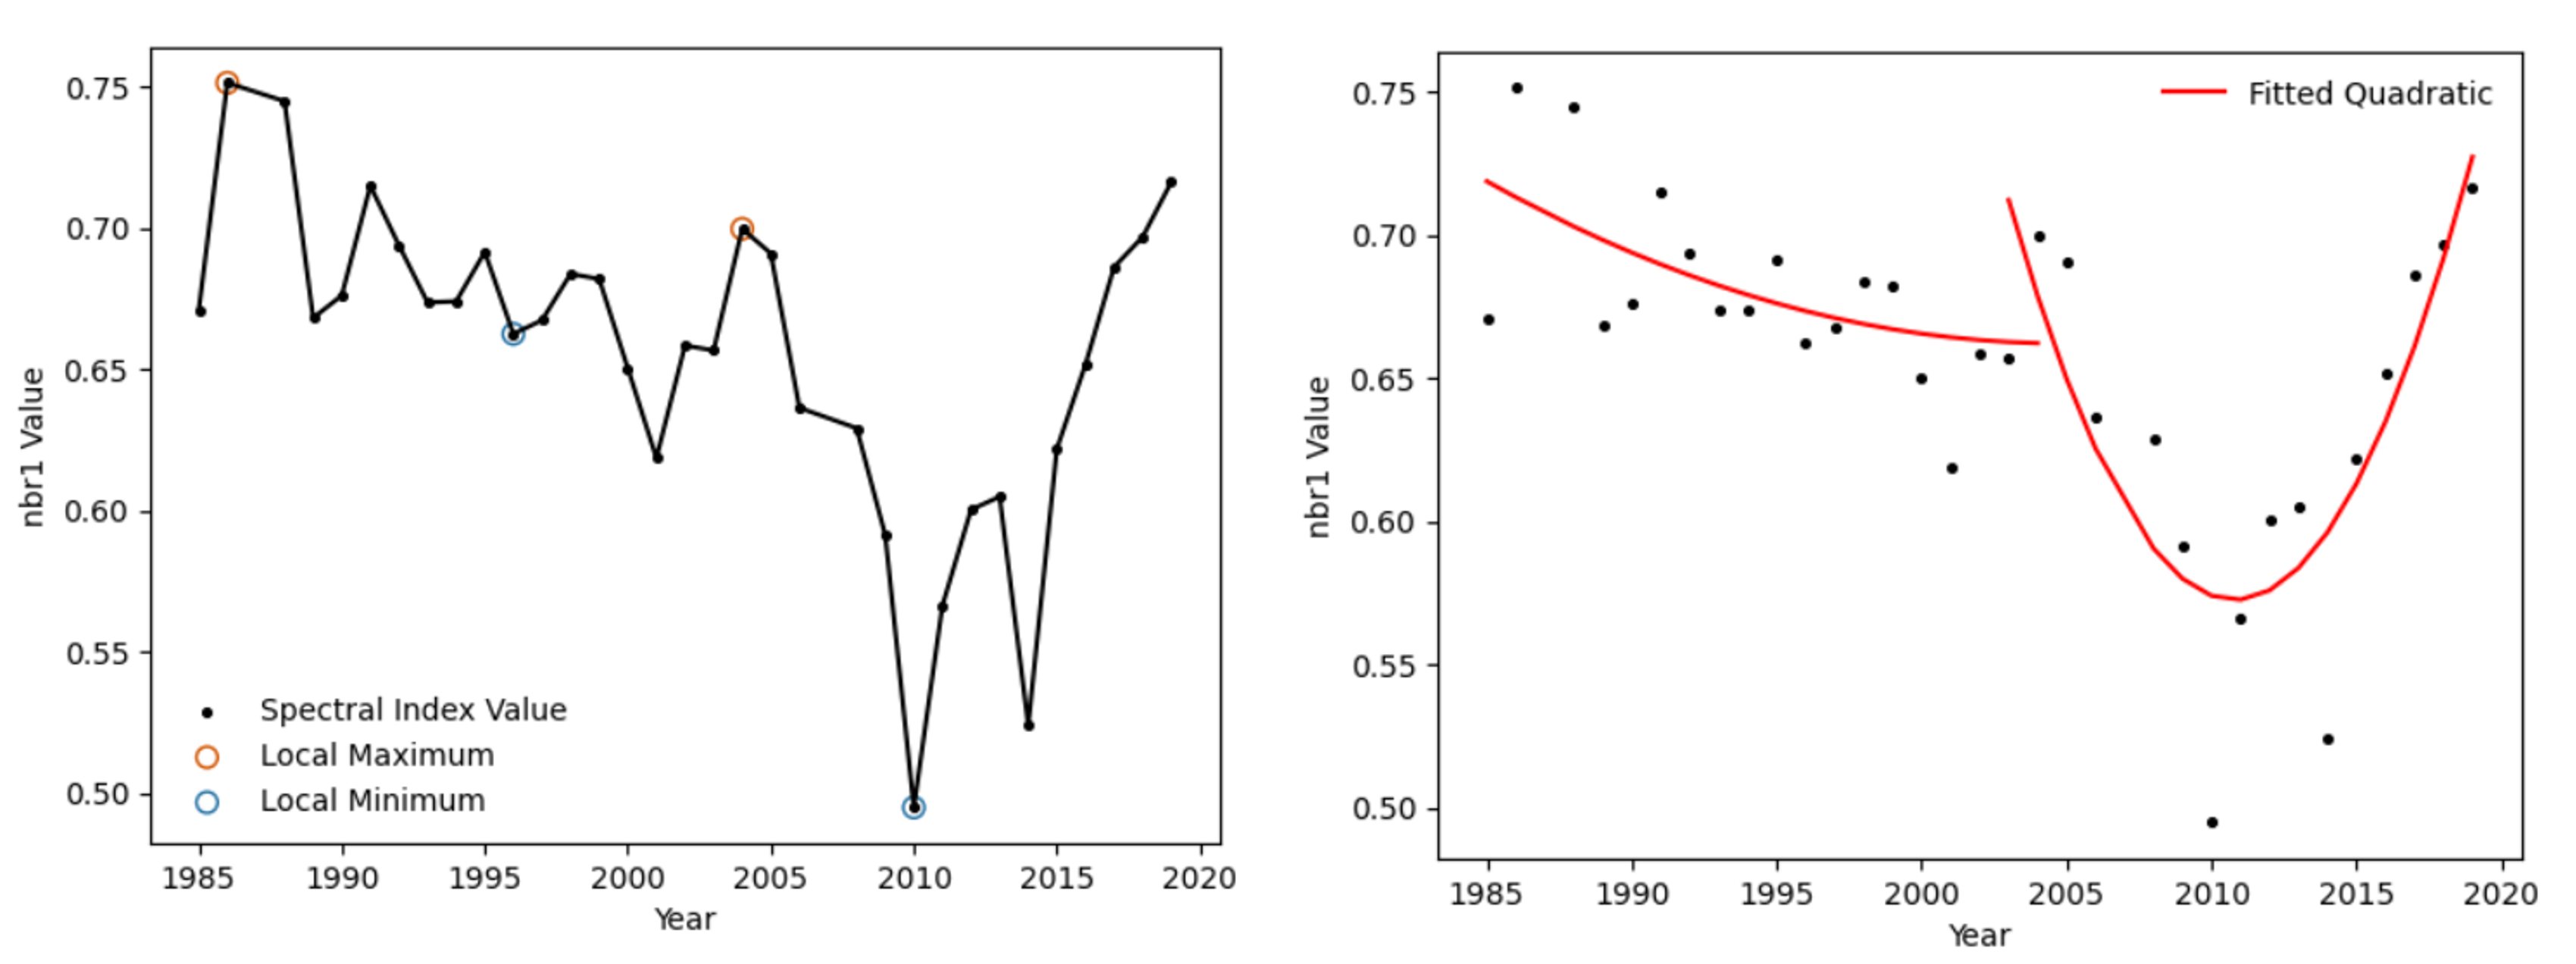 0.75
0.70
0.65
0.60
0.55
0.50
nbr1 Value
Spectral Index Value
Local Maximum
Local Minimum
1985 1990 1995 2000 2005 2010 2015 2020
Year
Fitted Quadratic
0.75
0.70
0.65
0.60
0.55
0.50
nbr1 Value
1985 1990 1995 2000 2005 2010 2015 2020
Year